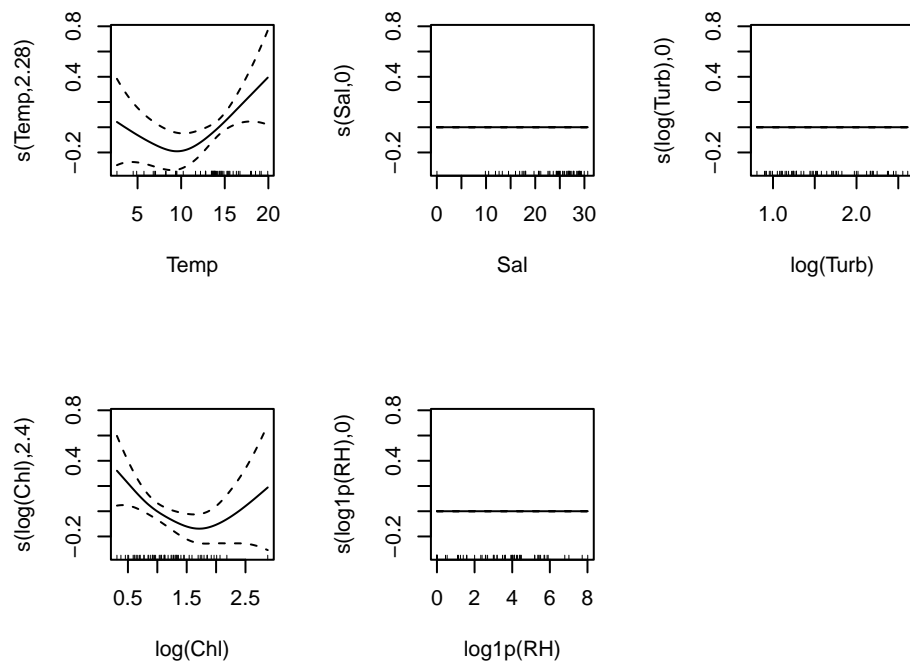 s(Temp,2.28)
0.8
0.4
−0.2
5 10 15 20
Temp
s(Sal,0)
0.8
0.4
−0.2
0 10 20 30
Sal
s(log(Turb),0)
0.8
0.4
−0.2
1.0 2.0
log(Turb)
s(log(Chl),2.4)
0.8
0.4
−0.2
0.5 1.5 2.5
log(Chl)
s(log1p(RH),0)
0.8
0.4
−0.2
0 2 4 6 8
log1p(RH)